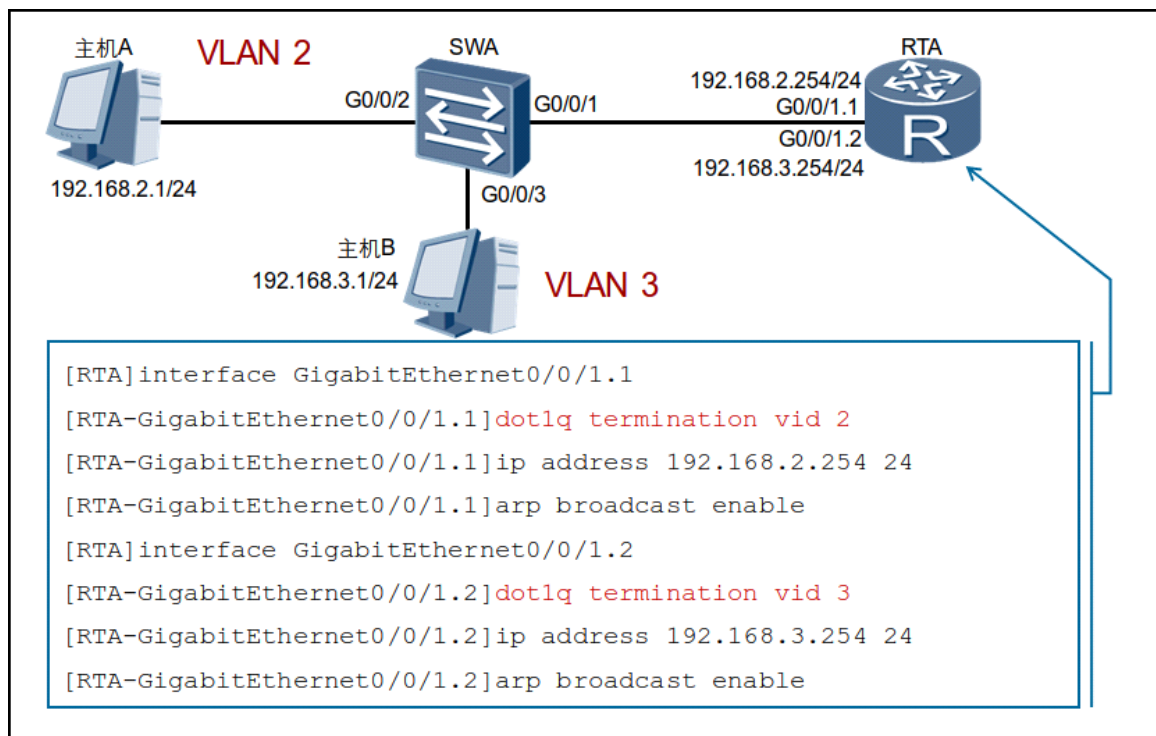 主机A
VLAN 2
SWA
RTA
G0/0/2
G0/0/1
192.168.2.254/24
G0/0/1.1
G0/0/1.2
192.168.3.254/24
R
192.168.2.1/24
G0/0/3
主机B
192.168.3.1/24
VLAN 3
[RTA]interface GigabitEthernet0/0/1.1
[RTA-GigabitEthernet0/0/1.1]dot1q termination vid 2
[RTA-GigabitEthernet0/0/1.1]ip address 192.168.2.254 24
[RTA-GigabitEthernet0/0/1.1]arp broadcast enable
[RTA]interface GigabitEthernet0/0/1.2
[RTA-GigabitEthernet0/0/1.2]dot1q termination vid 3
[RTA-GigabitEthernet0/0/1.2]ip address 192.168.3.254 24
[RTA-GigabitEthernet0/0/1.2]arp broadcast enable